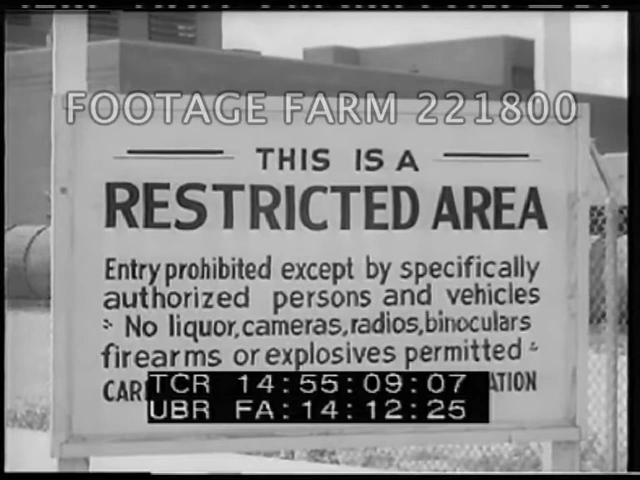 FOOTAGE FARM 221800
THIS IS A
RESTRICTED AREA
Entry prohibited except by specifically
authorized persons and vehicles
No liquor, cameras, radios, binoculars
firearms or explosives permitted
TCR 14:55:09:07
UBR FA:14:12:25